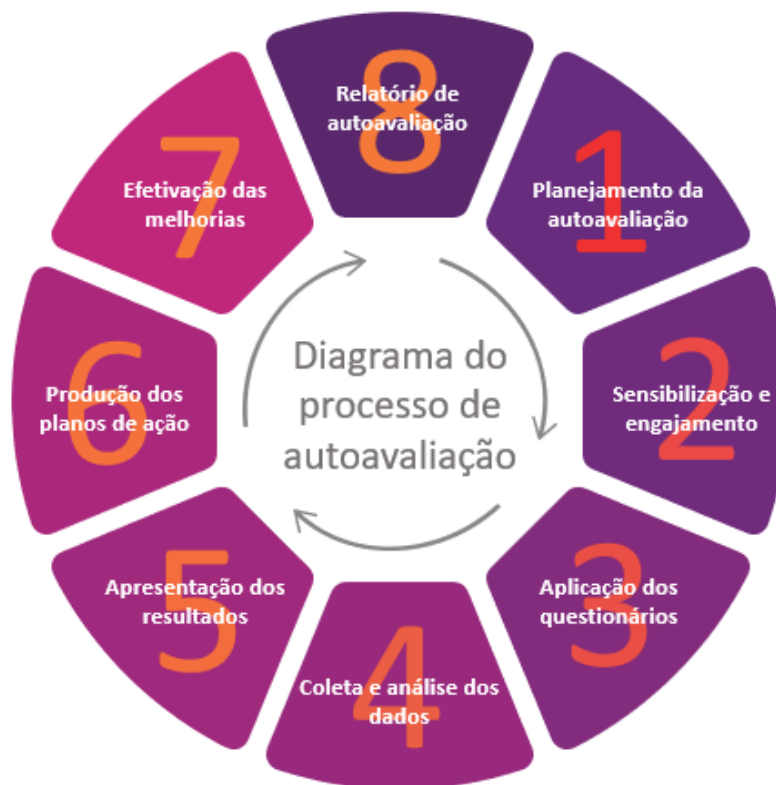 8
Relatório de
autoavaliação
1
Planejamento da
autoavaliação
2
Sensibilização e
engajamento
3
Aplicação dos
questionários
4
Coleta e análise dos
dados
5
Apresentação dos
resultados
6
Produção dos
planos de ação
7
Efetivação das
melhorias
Diagrama do
processo de
autoavaliação